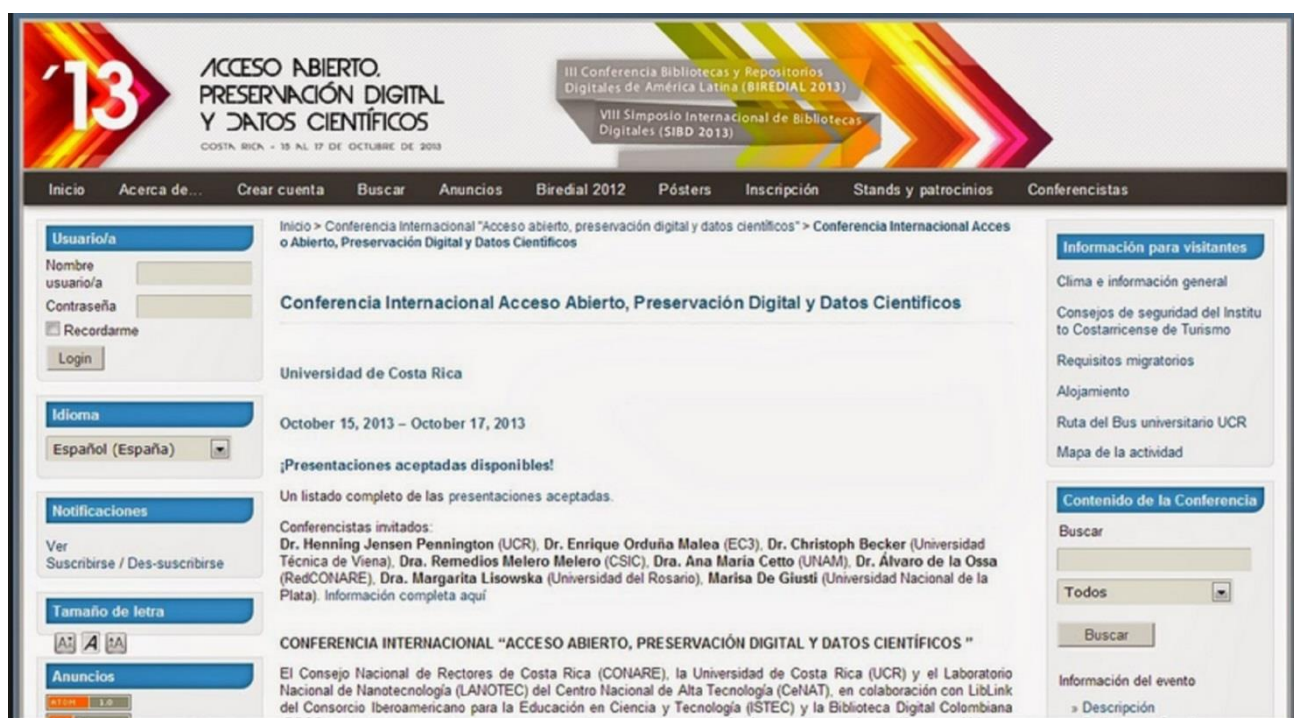 ´13
ACCESO ABIERTO,
PRESERVACIÓN DIGITAL
Y DATOS CIENTÍFICOS
COSTA RICA - 15 AL 17 DE OCTUBRE DE 2013
III Conferencia Bibliotecas y Repositorios
Digitales de América Latina (BIREDIAL 2013)
VIII Simposio Internacional de Bibliotecas
Digitales (SIBD 2013)
Inicio Acerca de... Crear cuenta Buscar Anuncios Biredial 2012 Pósters Inscripción Stands y patrocinios Conferencistas
Usuario/a
Nombre
usuario/a
Contraseña
Recordarme
Login
Idioma
Español (España)
Notificaciones
Ver
Suscribirse / Des-suscribirse
Tamaño de letra
A A A
Anuncios
ATOM 1.0
Inicio > Conferencia Internacional "Acceso abierto, preservación digital y datos científicos" > Conferencia Internacional Acces
o Abierto, Preservación Digital y Datos Científicos
Conferencia Internacional Acceso Abierto, Preservación Digital y Datos Cientificos
Universidad de Costa Rica
October 15, 2013 – October 17, 2013
¡Presentaciones aceptadas disponibles!
Un listado completo de las presentaciones aceptadas.
Conferencistas invitados:
Dr. Henning Jensen Pennington (UCR), Dr. Enrique Orduña Malea (EC3), Dr. Christoph Becker (Universidad
Técnica de Viena), Dra. Remedios Melero Melero (CSIC), Dra. Ana María Cetto (UNAM), Dr. Álvaro de la Ossa
(RedCONARE), Dra. Margarita Lisowska (Universidad del Rosario), Marisa De Giusti (Universidad Nacional de la
Plata). Información completa aquí
CONFERENCIA INTERNACIONAL "ACCESO ABIERTO, PRESERVACIÓN DIGITAL Y DATOS CIENTÍFICOS "
El Consejo Nacional de Rectores de Costa Rica (CONARE), la Universidad de Costa Rica (UCR) y el Laboratorio
Nacional de Nanotecnología (LANOTEC) del Centro Nacional de Alta Tecnología (CeNAT), en colaboración con LibLink
del Consorcio Iberoamericano para la Educación en Ciencia y Tecnología (ISTEC) y la Biblioteca Digital Colombiana
Información para visitantes
Clima e información general
Consejos de seguridad del Institu
to Costarricense de Turismo
Requisitos migratorios
Alojamiento
Ruta del Bus universitario UCR
Mapa de la actividad
Contenido de la Conferencia
Buscar
Todos
Buscar
Información del evento
» Descripción